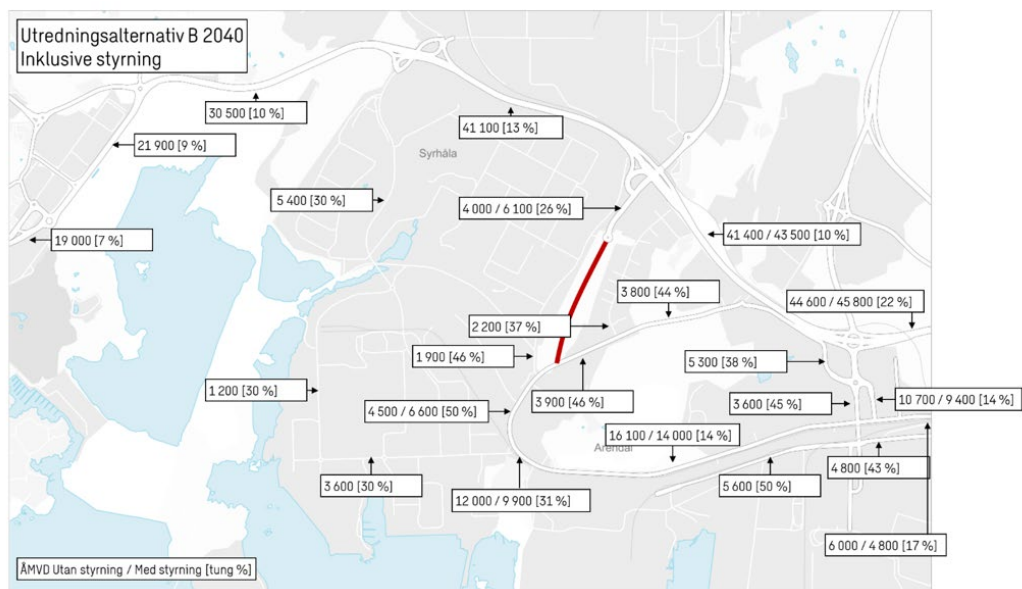 Utredningsalternativ B 2040
Inklusive styrning
30 500 [10 %]
41 100 [13 %]
21 900 [9 %]
Syrhåla
5 400 [30 %]
4 000 / 6 100 [26 %]
19 000 [7 %]
41 400 / 43 500 [10 %]
3 800 [44 %]
44 600 / 45 800 [22 %]
2 200 [37 %]
1 900 [46 %]
5 300 [38 %]
1 200 [30 %]
3 900 [46 %]
3 600 [45 %]
10 700 / 9 400 [14 %]
4 500 / 6 600 [50 %]
16 100 / 14 000 [14 %]
Arendal
4 800 [43 %]
3 600 [30 %]
5 600 [50 %]
12 000 / 9 900 [31 %]
6 000 / 4 800 [17 %]
ÅMVD Utan styrning / Med styrning [tung %]